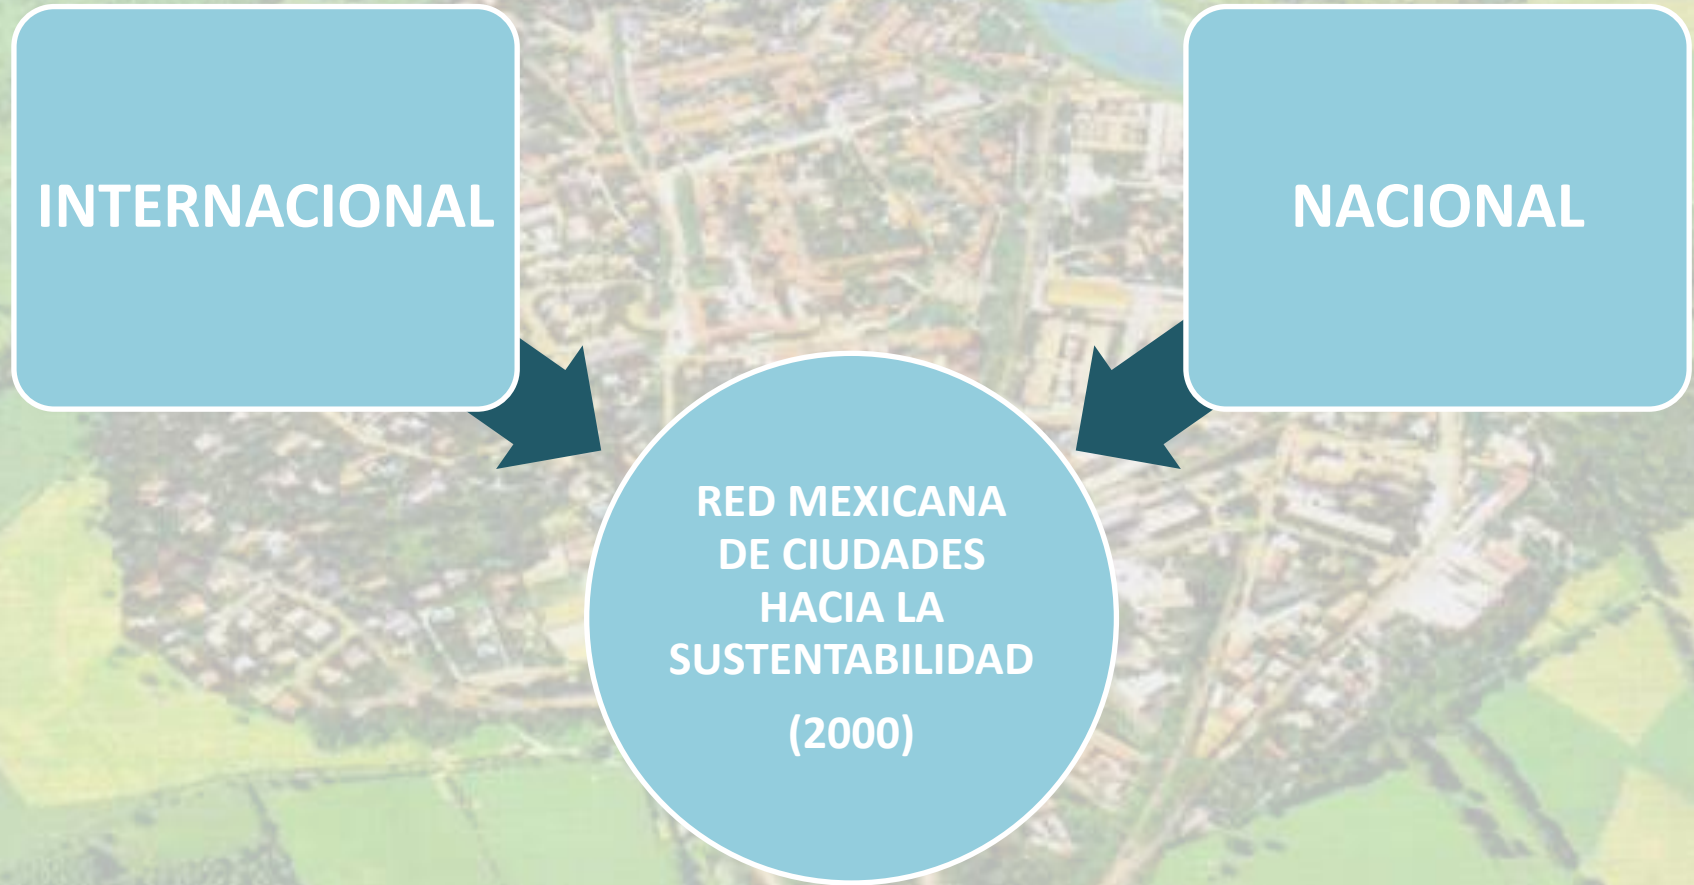 INTERNACIONAL
NACIONAL
RED MEXICANA
DE CIUDADES
HACIA LA
SUSTENTABILIDAD
(2000)